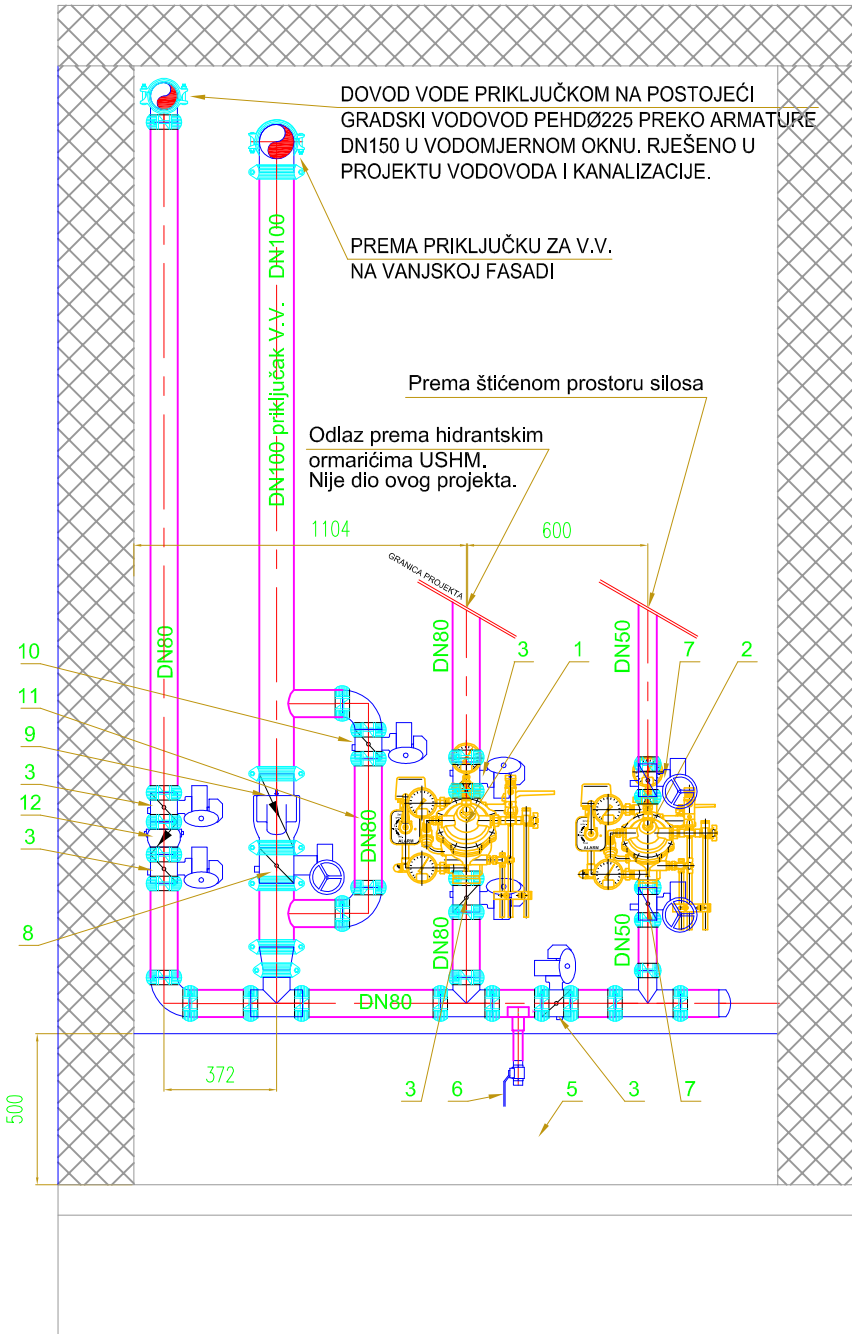 DOVOD VODE PRIKLJUČKOM NA POSTOJEĆI
GRADSKI VODOVOD PEHDØ225 PREKO ARMATURE
DN150 U VODOMJERNOM OKNU. RJEŠENO U
PROJEKTU VODOVODA I KANALIZACIJE.
PREMA PRIKLJUČKU ZA V.V.
NA VANJSKOJ FASADI
DN100
DN100 priključak V.V.
Prema štićenom prostoru silosa
Odlaz prema hidrantskim
ormarićima USHM.
Nije dio ovog projekta.
1104
600
GRANICA PROJEKTA
DN80
DN80
DN50
10
11
9
3
12
3
8
3
1
7
2
DN80
ALARM
ALARM
DN80
DN50
DN80
372
500
3
6
5
3
7